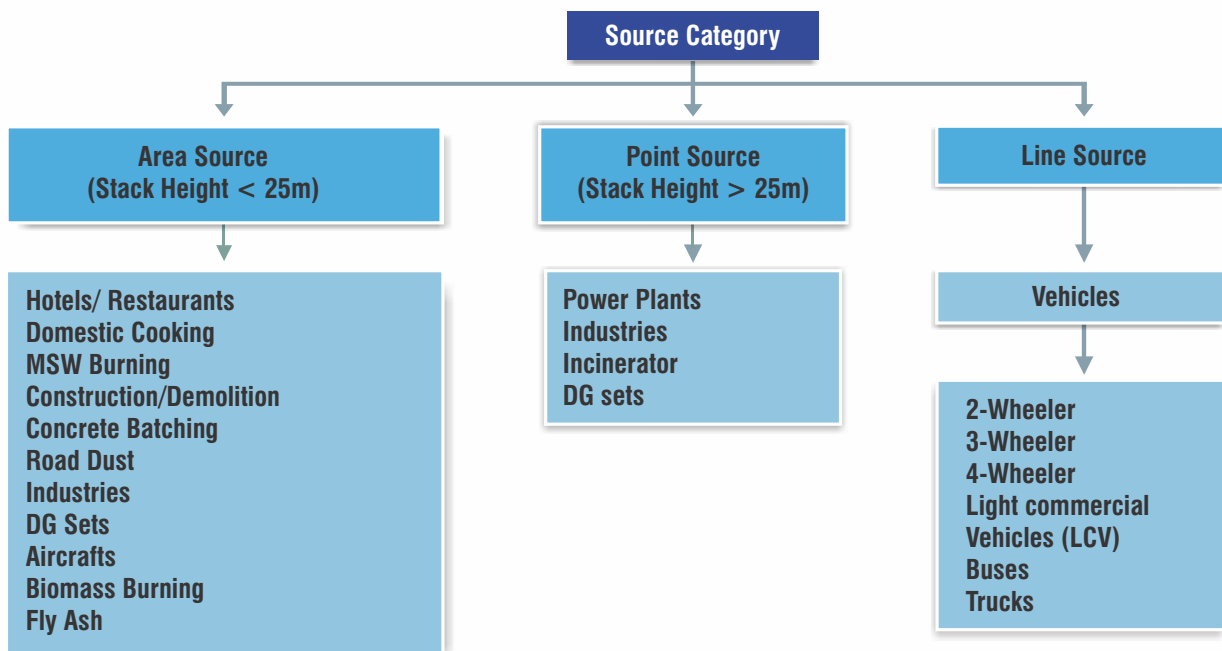 Source Category
Area Source
(Stack Height < 25m)
Point Source
(Stack Height > 25m)
Line Source
Hotels/ Restaurants
Domestic Cooking
MSW Burning
Construction/Demolition
Concrete Batching
Road Dust
Industries
DG Sets
Aircrafts
Biomass Burning
Fly Ash
Power Plants
Industries
Incinerator
DG sets
Vehicles
2-Wheeler
3-Wheeler
4-Wheeler
Light commercial
Vehicles (LCV)
Buses
Trucks